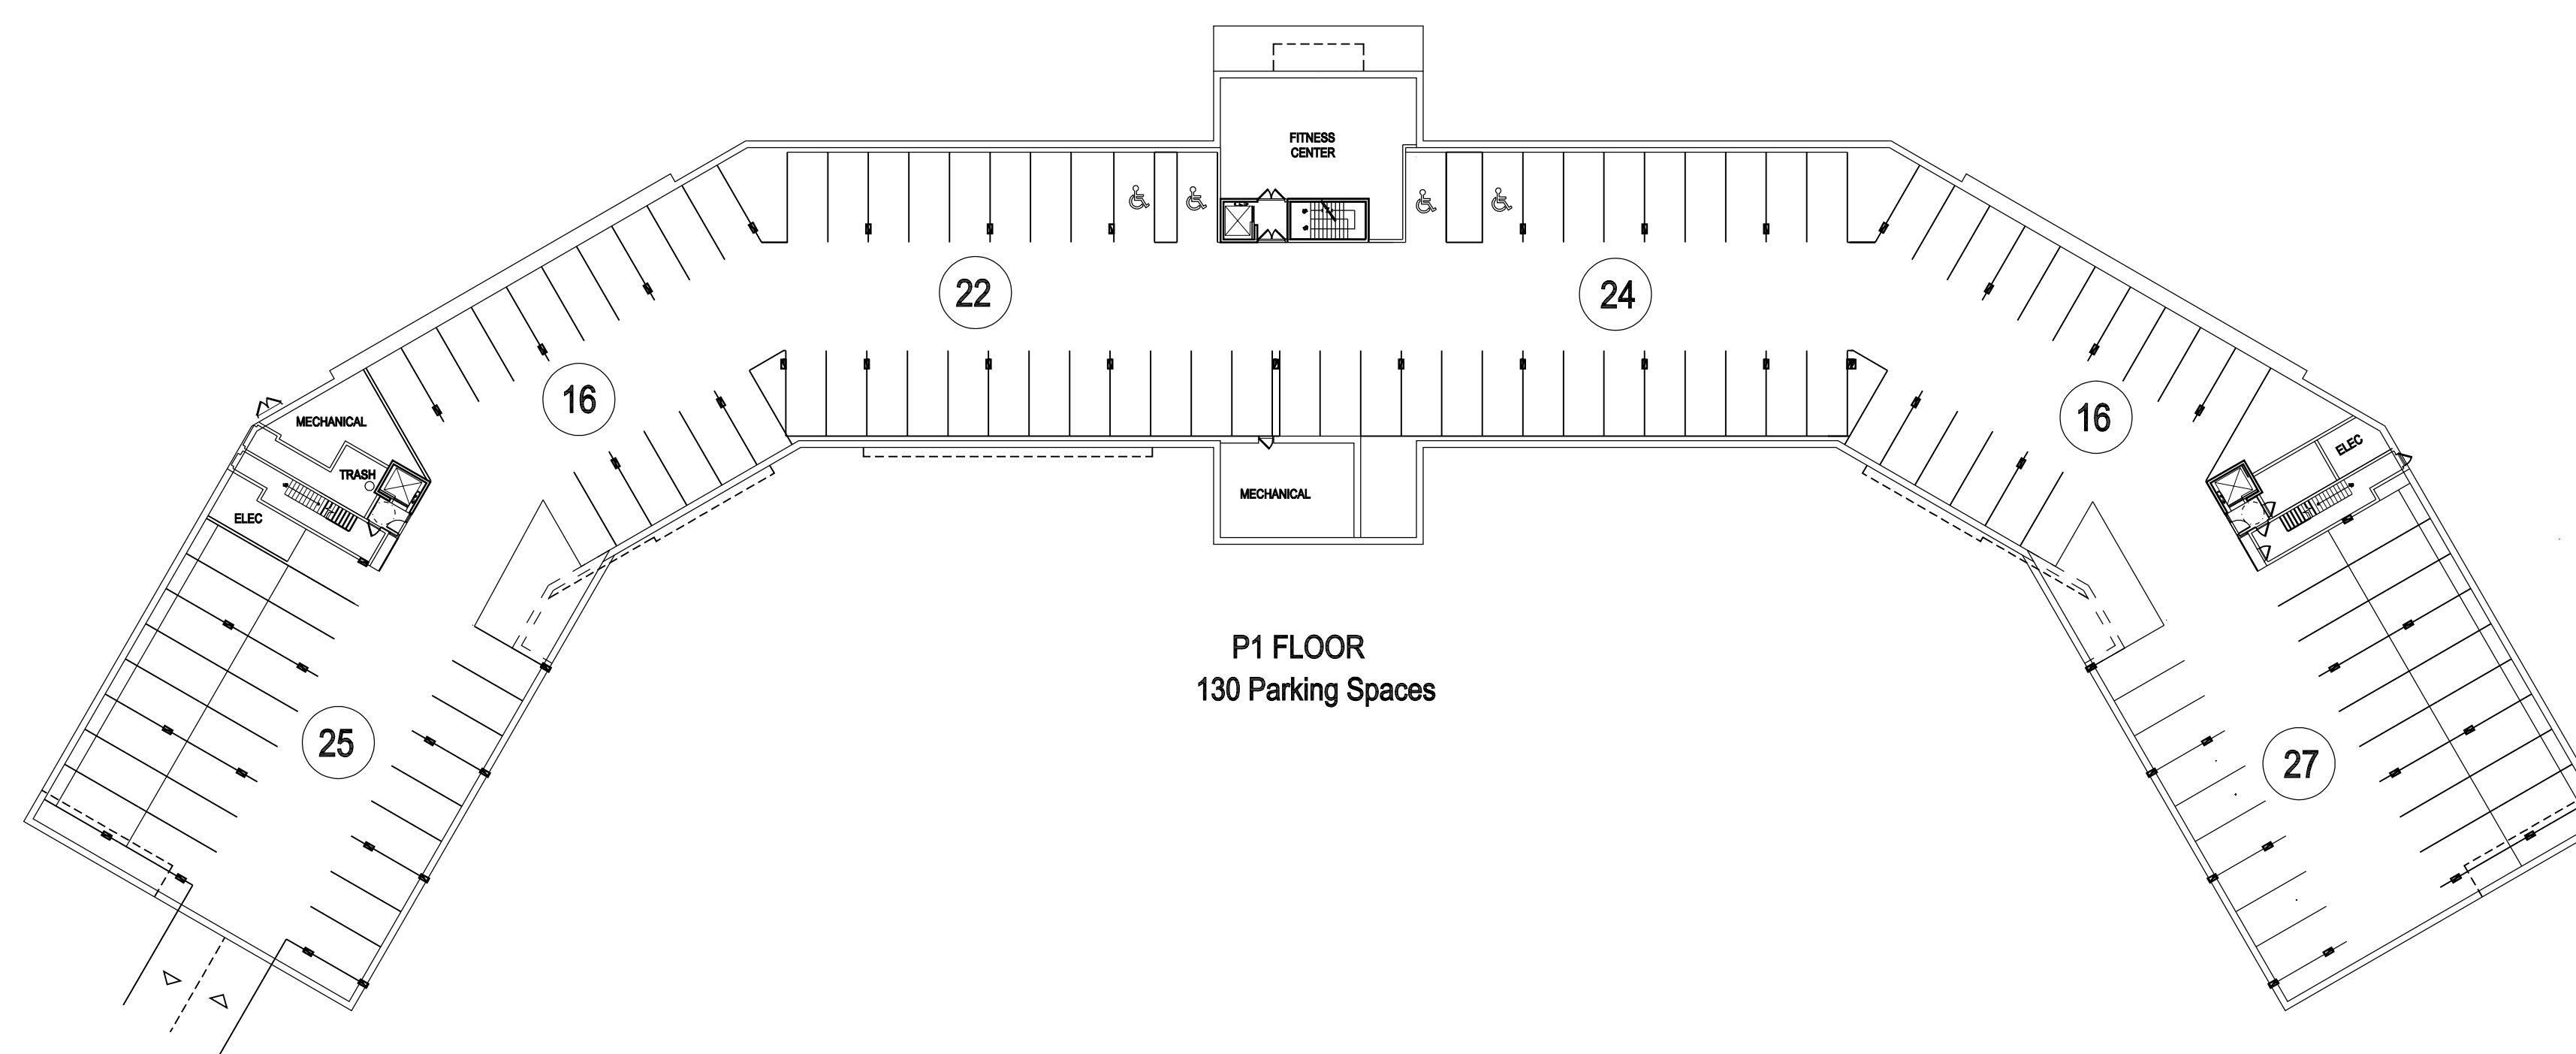 FITNESS
CENTER
22
24
16
16
MECHANICAL
TRASH
ELEC
ELEC
MECHANICAL
P1 FLOOR
130 Parking Spaces
25
27